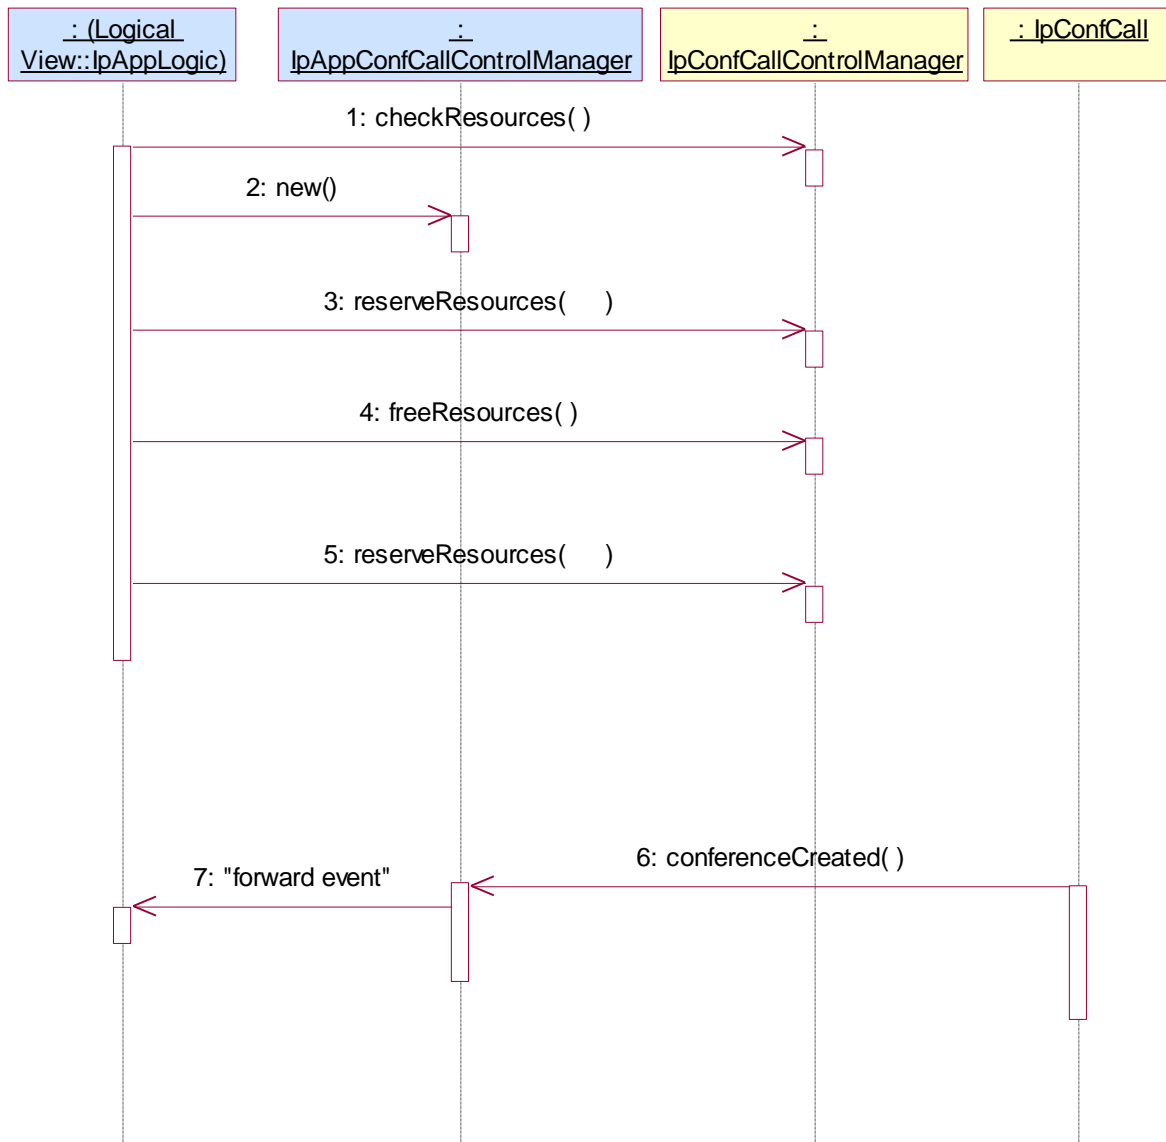 : (Logical
View::IpAppLogic)
:
IpAppConfCallControlManager
:
IpConfCallControlManager
: IpConfCall
1: checkResources( )
2: new()
3: reserveResources( )
4: freeResources( )
5: reserveResources( )
6: conferenceCreated( )
7: "forward event"